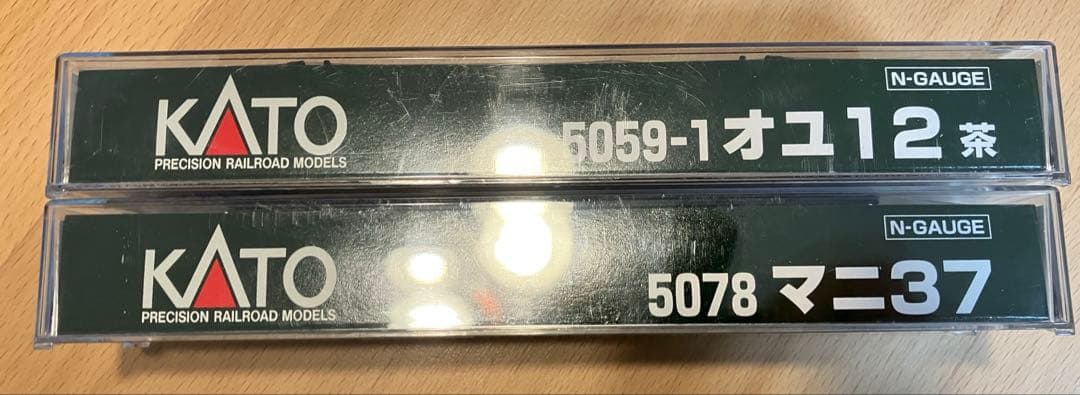 KATO
PRECISION RAILROAD MODELS
N-GAUGE
5059-1 オユ12 茶
KATO
PRECISION RAILROAD MODELS
N-GAUGE
5078 マニ37